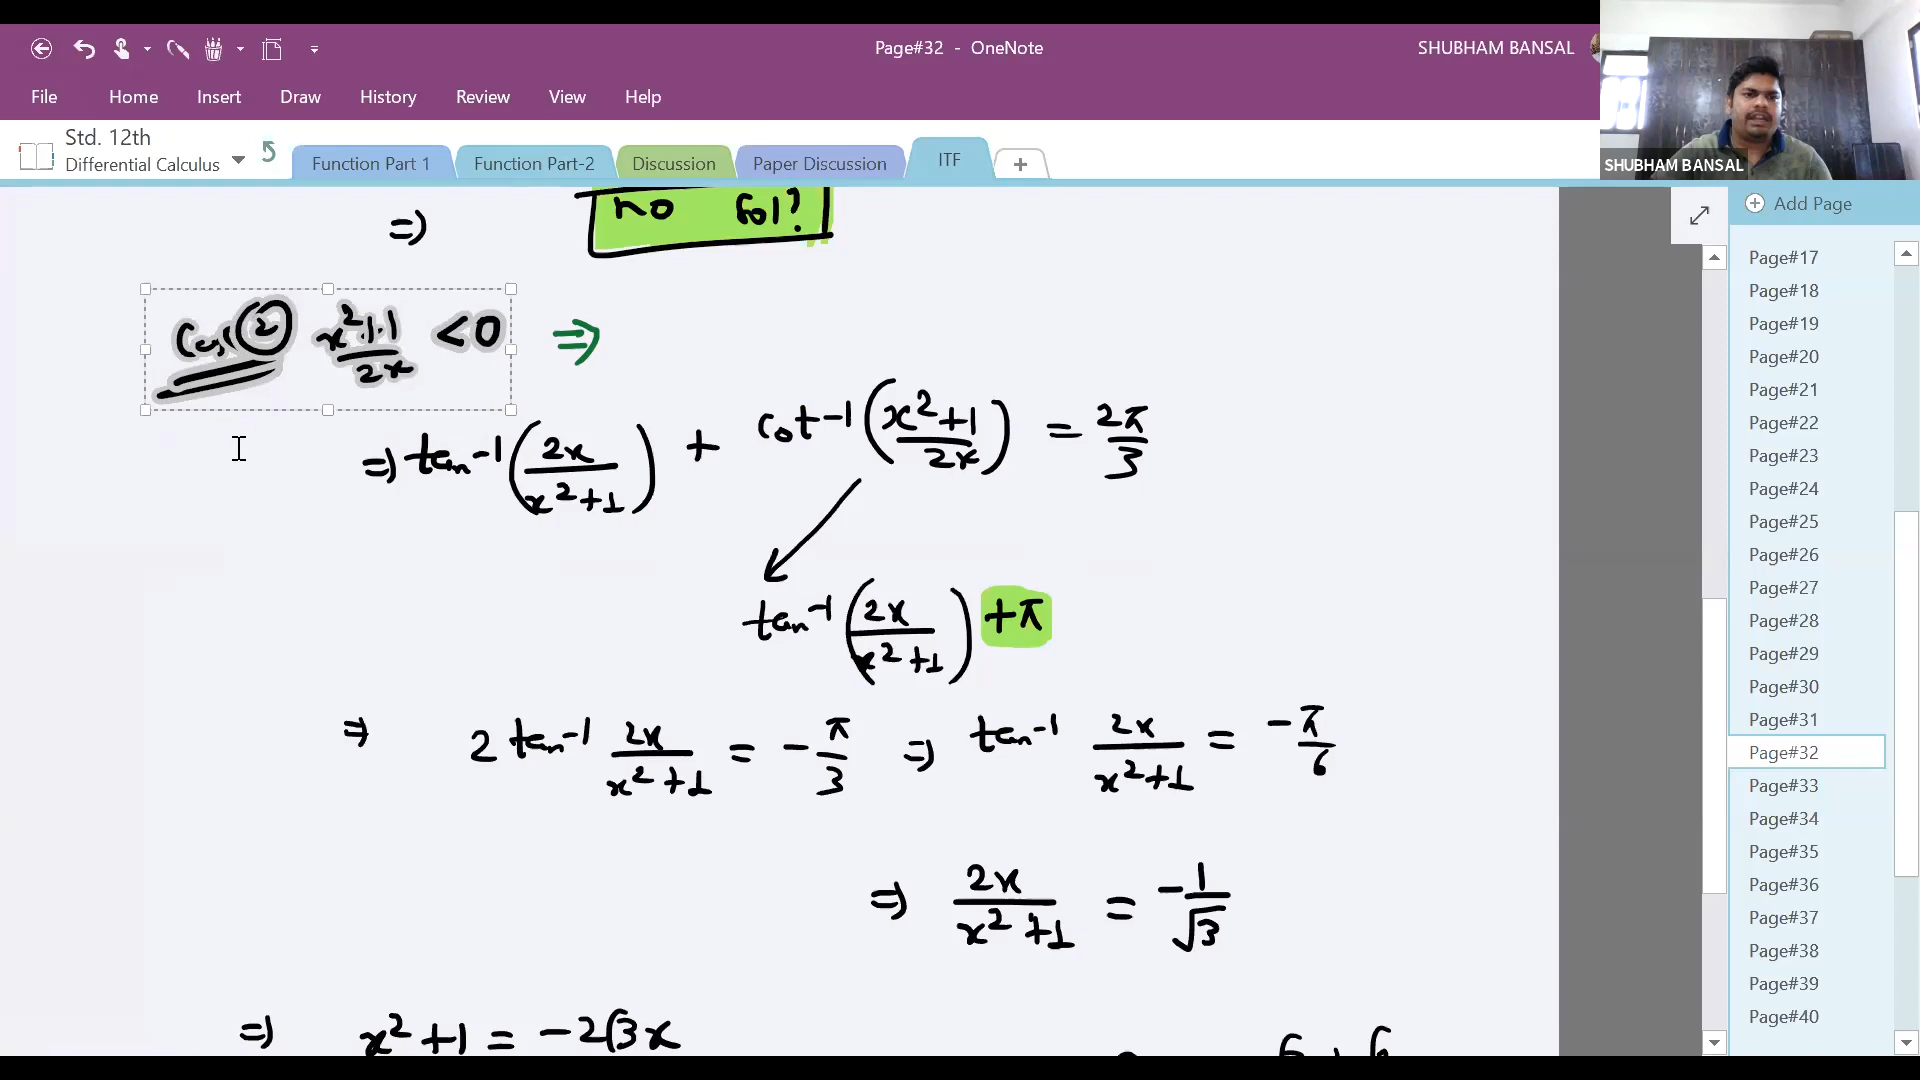 Page#32 - OneNote
SHUBHAM BANSAL
File Home Insert Draw History Review View Help
Std. 12th
Differential Calculus
Function Part 1 Function Part-2 Discussion Paper Discussion ITF +
SHUBHAM BANSAL
Add Page
Page#17
Page#18
Page#19
Page#20
Page#21
Page#22
Page#23
Page#24
Page#25
Page#26
Page#27
Page#28
Page#29
Page#30
Page#31
Page#32
Page#33
Page#34
Page#35
Page#36
Page#37
Page#38
Page#39
Page#40
=) no sol?
Case 2 (x²+1)/(2x) < 0 ⇒
=) tan⁻¹(2x/(x²+1)) + cot⁻¹((x²+1)/(2x)) = 2π/3
tan⁻¹(2x/(x²+1)) +π
⇒ 2 tan⁻¹ 2x/(x²+1) = -π/3 =) tan⁻¹ 2x/(x²+1) = -π/6
=) 2x/(x²+1) = -1/√3
=) x²+1 = -2√3x